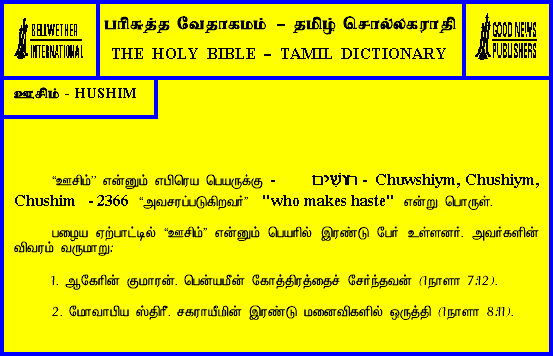 BELLWETHER
INTERNATIONAL
பரிசுத்த வேதாகமம் – தமிழ் சொல்லகராதி
THE HOLY BIBLE – TAMIL DICTIONARY
GOOD NEWS
PUBLISHERS
ஊசிம் - HUSHIM
“ஊசிம்” என்னும் எபிரெய பெயருக்கு - חוּשִׁים - Chuwshiym, Chushiym,
Chushim - 2366 “அவசரப்படுகிறவர்” "who makes haste" என்று பொருள்.
பழைய ஏற்பாட்டில் “ஊசிம்” என்னும் பெயரில் இரண்டு பேர் உள்ளனர். அவர்களின்
விவரம் வருமாறு:
1. ஆகேரின் குமாரன். பென்யமீன் கோத்திரத்தைச் சேர்ந்தவன் (1நாளா 7:12).
2. மோவாபிய ஸ்திரீ. சகராயீமின் இரண்டு மனைவிகளில் ஒருத்தி (1நாளா 8:11).